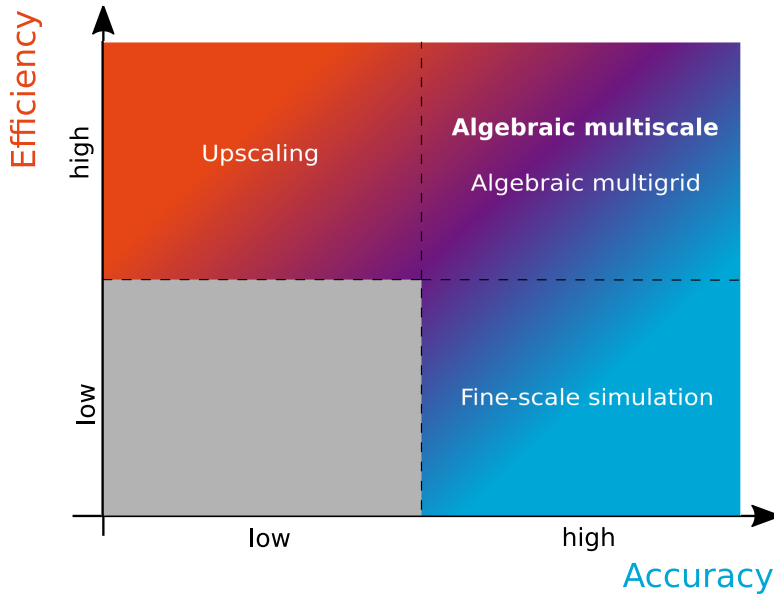 Efficiency
high
low
Upscaling
Algebraic multiscale
Algebraic multigrid
Fine-scale simulation
low
high
Accuracy